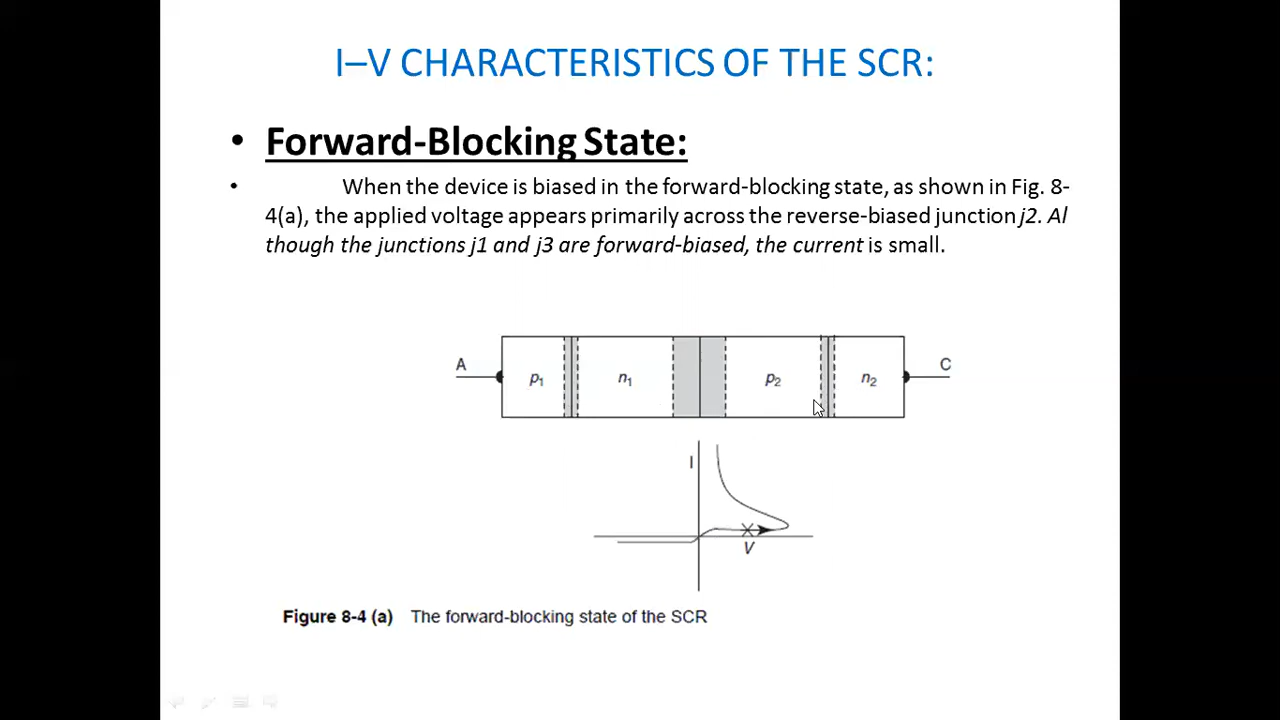 I–V CHARACTERISTICS OF THE SCR:
• Forward-Blocking State:
• When the device is biased in the forward-blocking state, as shown in Fig. 8-
4(a), the applied voltage appears primarily across the reverse-biased junction j2. Al
though the junctions j1 and j3 are forward-biased, the current is small.
A p1 n1 p2 n2 C
I
V
Figure 8-4 (a) The forward-blocking state of the SCR